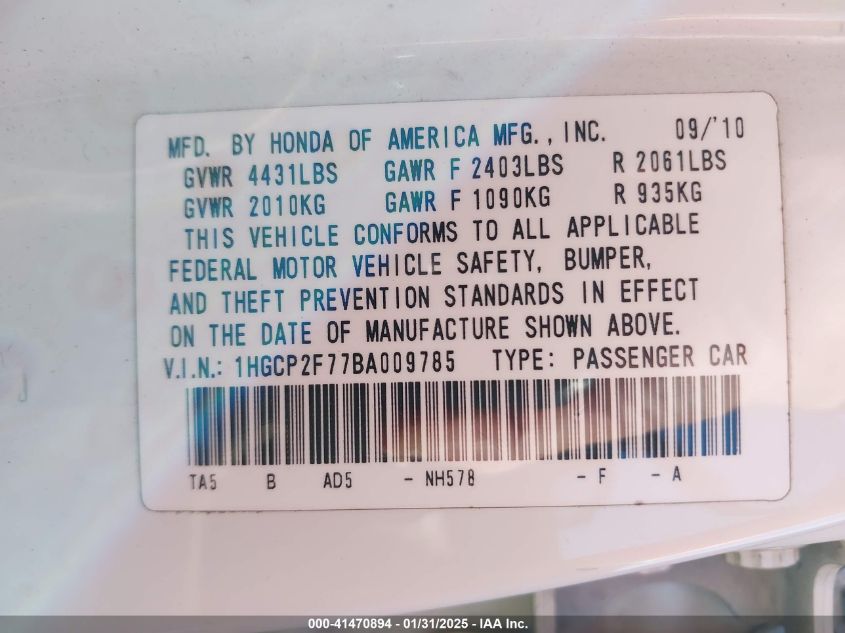 MFD. BY HONDA OF AMERICA MFG., INC. 09/'10
GVWR 4431LBS GAWR F 2403LBS R 2061LBS
GVWR 2010KG GAWR F 1090KG R 935KG
THIS VEHICLE CONFORMS TO ALL APPLICABLE
FEDERAL MOTOR VEHICLE SAFETY, BUMPER,
AND THEFT PREVENTION STANDARDS IN EFFECT
ON THE DATE OF MANUFACTURE SHOWN ABOVE.
V.I.N.: 1HGCP2F77BA009785 TYPE: PASSENGER CAR
TA5 B AD5 - NH578 - F - A
000-41470894 - 01/31/2025 - IAA Inc.